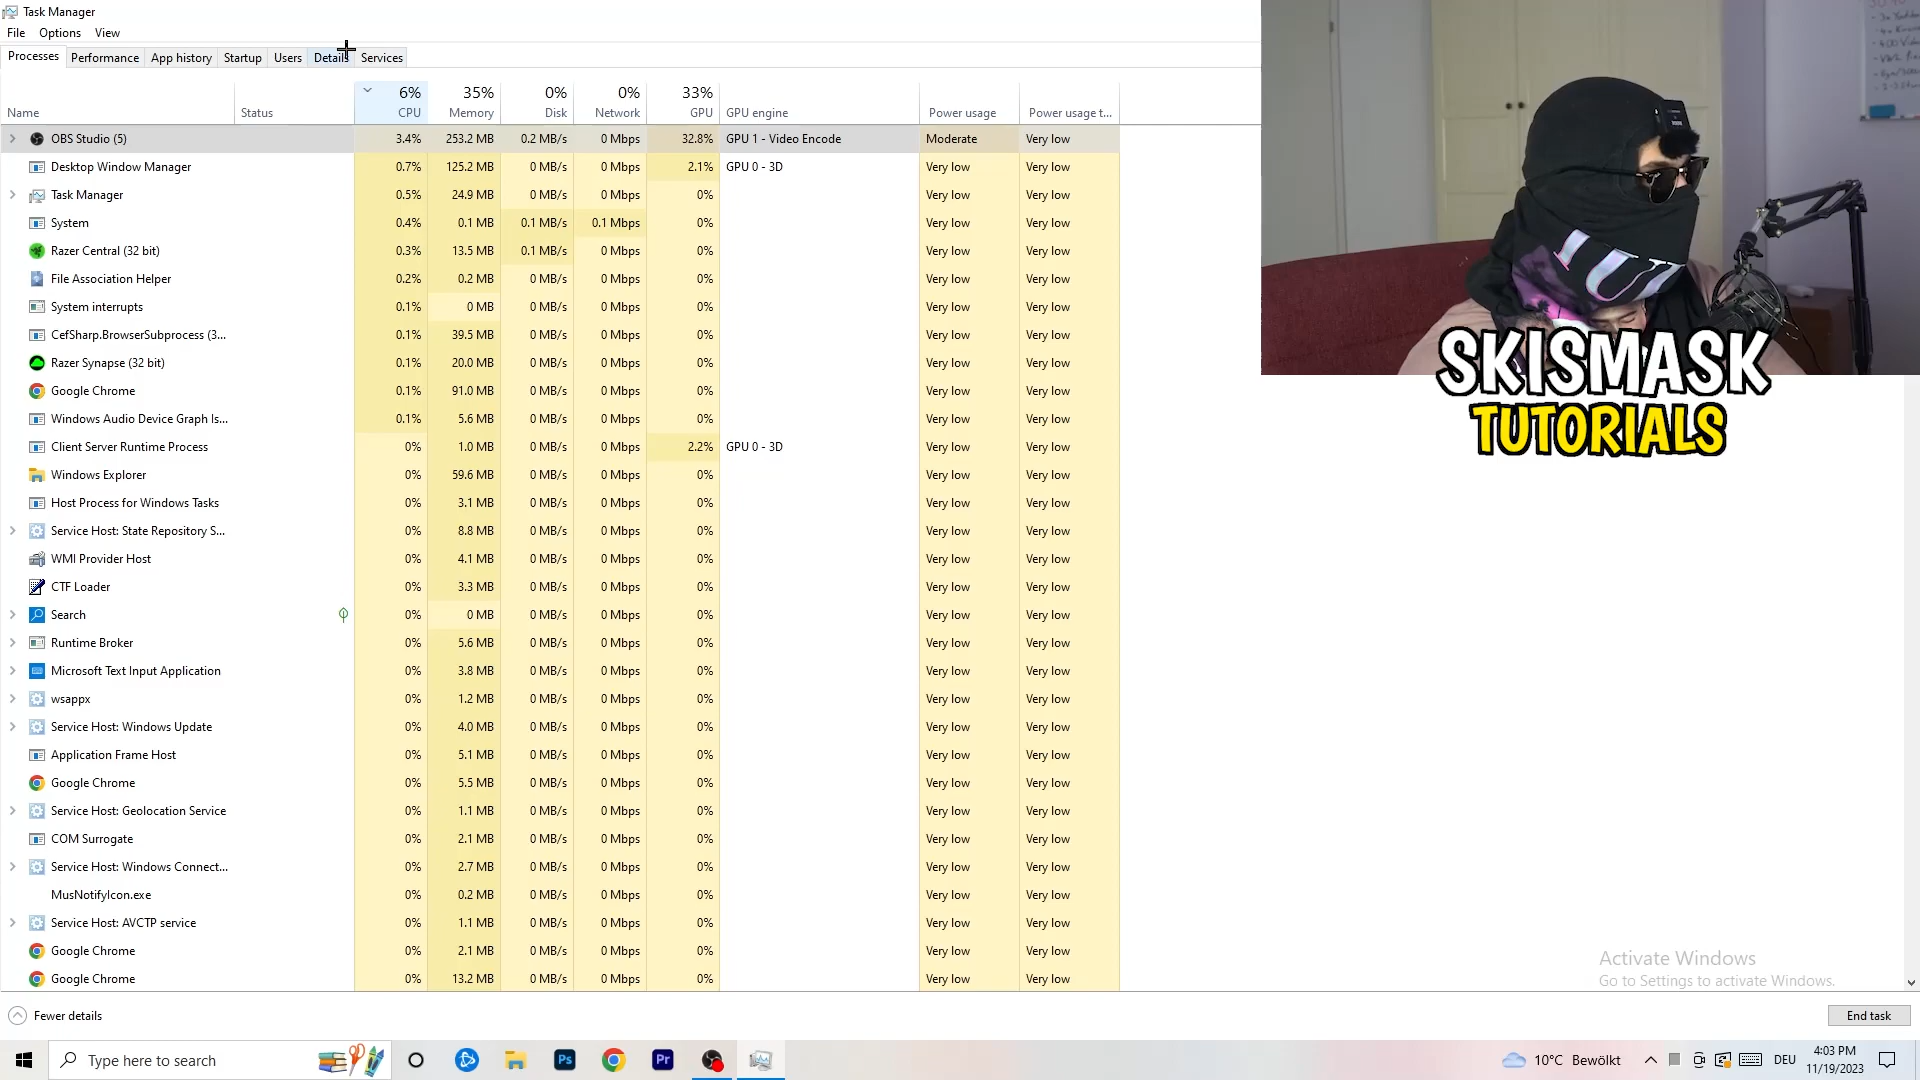 Task Manager
File Options View
Processes Performance App history Startup Users Details Services
6% 35% 0% 0% 33%
Name Status CPU Memory Disk Network GPU GPU engine Power usage Power usage t...
OBS Studio (5) 3.4% 253.2 MB 0.2 MB/s 0 Mbps 32.8% GPU 1 - Video Encode Moderate Very low
Desktop Window Manager 0.7% 125.2 MB 0 MB/s 0 Mbps 2.1% GPU 0 - 3D Very low Very low
Task Manager 0.5% 24.9 MB 0 MB/s 0 Mbps 0% Very low Very low
System 0.4% 0.1 MB 0.1 MB/s 0.1 Mbps 0% Very low Very low
Razer Central (32 bit) 0.3% 13.5 MB 0.1 MB/s 0 Mbps 0% Very low Very low
File Association Helper 0.2% 0.2 MB 0 MB/s 0 Mbps 0% Very low Very low
System interrupts 0.1% 0 MB 0 MB/s 0 Mbps 0% Very low Very low
CefSharp.BrowserSubprocess (3... 0.1% 39.5 MB 0 MB/s 0 Mbps 0% Very low Very low
Razer Synapse (32 bit) 0.1% 20.0 MB 0 MB/s 0 Mbps 0% Very low Very low
Google Chrome 0.1% 91.0 MB 0 MB/s 0 Mbps 0% Very low Very low
Windows Audio Device Graph Is... 0.1% 5.6 MB 0 MB/s 0 Mbps 0% Very low Very low
Client Server Runtime Process 0% 1.0 MB 0 MB/s 0 Mbps 2.2% GPU 0 - 3D Very low Very low
Windows Explorer 0% 59.6 MB 0 MB/s 0 Mbps 0% Very low Very low
Host Process for Windows Tasks 0% 3.1 MB 0 MB/s 0 Mbps 0% Very low Very low
Service Host: State Repository S... 0% 8.8 MB 0 MB/s 0 Mbps 0% Very low Very low
WMI Provider Host 0% 4.1 MB 0 MB/s 0 Mbps 0% Very low Very low
CTF Loader 0% 3.3 MB 0 MB/s 0 Mbps 0% Very low Very low
Search 0% 0 MB 0 MB/s 0 Mbps 0% Very low Very low
Runtime Broker 0% 5.6 MB 0 MB/s 0 Mbps 0% Very low Very low
Microsoft Text Input Application 0% 3.8 MB 0 MB/s 0 Mbps 0% Very low Very low
wsappx 0% 1.2 MB 0 MB/s 0 Mbps 0% Very low Very low
Service Host: Windows Update 0% 4.0 MB 0 MB/s 0 Mbps 0% Very low Very low
Application Frame Host 0% 5.1 MB 0 MB/s 0 Mbps 0% Very low Very low
Google Chrome 0% 5.5 MB 0 MB/s 0 Mbps 0% Very low Very low
Service Host: Geolocation Service 0% 1.1 MB 0 MB/s 0 Mbps 0% Very low Very low
COM Surrogate 0% 2.1 MB 0 MB/s 0 Mbps 0% Very low Very low
Service Host: Windows Connect... 0% 2.7 MB 0 MB/s 0 Mbps 0% Very low Very low
MusNotifyIcon.exe 0% 0.2 MB 0 MB/s 0 Mbps 0% Very low Very low
Service Host: AVCTP service 0% 1.1 MB 0 MB/s 0 Mbps 0% Very low Very low
Google Chrome 0% 2.1 MB 0 MB/s 0 Mbps 0% Very low Very low
Google Chrome 0% 13.2 MB 0 MB/s 0 Mbps 0% Very low Very low
SKISMASK
TUTORIALS
Activate Windows
Go to Settings to activate Windows.
Fewer details End task
Type here to search Ps Pr 10°C Bewölkt DEU 4:03 PM
11/19/2023